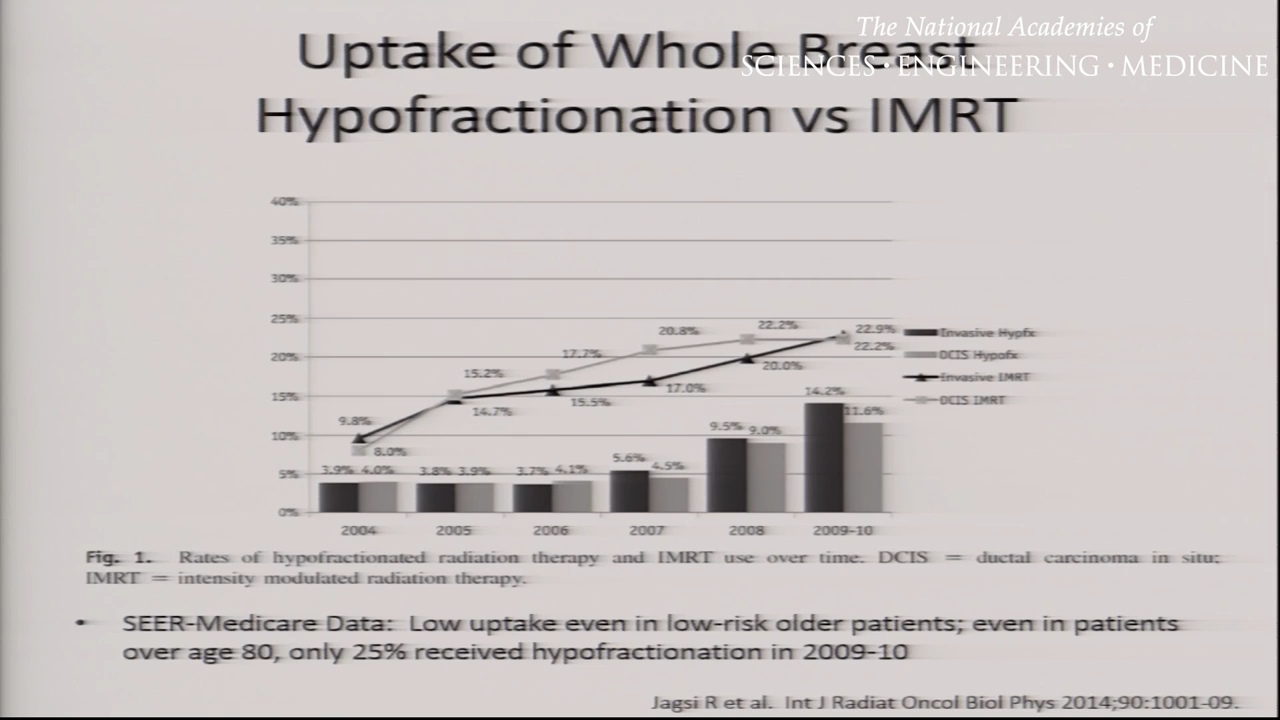 The National Academies of
SCIENCES · ENGINEERING · MEDICINE
Uptake of Whole Breast
Hypofractionation vs IMRT
40%
35%
30%
25%
20%
15%
10%
5%
0%
9.8%
8.0%
15.2%
14.7%
17.7%
15.5%
20.8%
17.0%
22.2%
20.0%
22.9%
22.2%
3.9% 4.0%
3.8% 3.9%
3.7% 4.1%
5.6% 4.5%
9.5% 9.0%
14.2% 11.6%
2004 2005 2006 2007 2008 2009-10
Invasive Hypfx
DCIS Hypofx
Invasive IMRT
DCIS IMRT
Fig. 1. Rates of hypofractionated radiation therapy and IMRT use over time. DCIS = ductal carcinoma in situ;
IMRT = intensity modulated radiation therapy.
• SEER-Medicare Data: Low uptake even in low-risk older patients; even in patients
over age 80, only 25% received hypofractionation in 2009-10
Jagsi R et al. Int J Radiat Oncol Biol Phys 2014;90:1001-09.